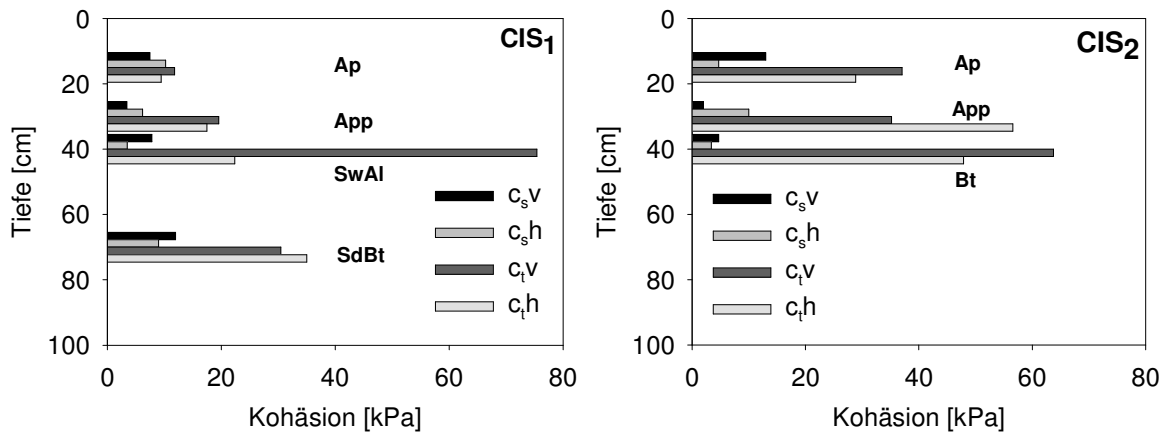 CIS₁
Tiefe [cm]
0
20
40
60
80
100
Ap
App
SwAl
SdBt
cₛv
cₛh
cₜv
cₜh
0 20 40 60 80
Kohäsion [kPa]
CIS₂
Tiefe [cm]
0
20
40
60
80
100
Ap
App
Bt
cₛv
cₛh
cₜv
cₜh
0 20 40 60 80
Kohäsion [kPa]